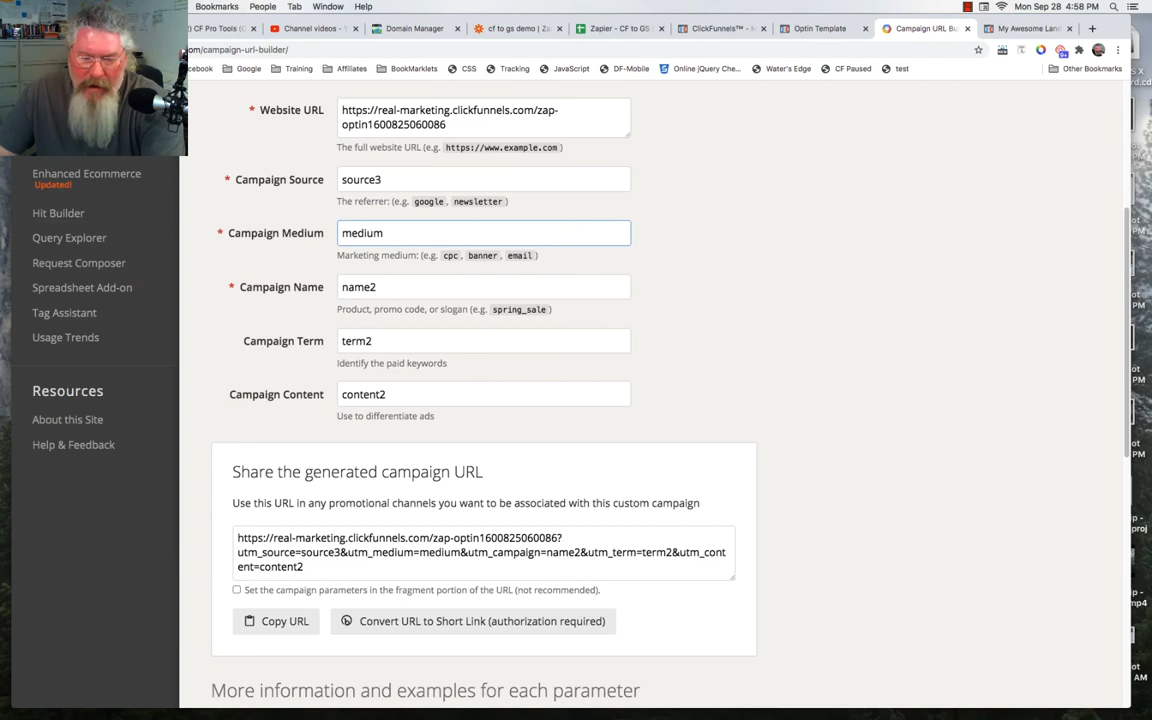 Bookmarks People Tab Window Help
Mon Sep 28 4:58 PM
CF Pro Tools (C
Channel videos -
Domain Manager
cf to gs demo | Za
Zapier - CF to GS
ClickFunnels™ - M
Optin Template
Campaign URL Bu
My Awesome Lan
om/campaign-url-builder/
cebook Google Training Affiliates BookMarklets CSS Tracking JavaScript DF-Mobile Online jQuery Che... Water's Edge CF Paused test Other Bookmarks
Enhanced Ecommerce
Updated!
Hit Builder
Query Explorer
Request Composer
Spreadsheet Add-on
Tag Assistant
Usage Trends
Resources
About this Site
Help & Feedback
* Website URL
https://real-marketing.clickfunnels.com/zap-
optin1600825060086
The full website URL (e.g. https://www.example.com )
* Campaign Source
source3
The referrer: (e.g. google , newsletter )
* Campaign Medium
medium
Marketing medium: (e.g. cpc , banner , email )
* Campaign Name
name2
Product, promo code, or slogan (e.g. spring_sale )
Campaign Term
term2
Identify the paid keywords
Campaign Content
content2
Use to differentiate ads
Share the generated campaign URL
Use this URL in any promotional channels you want to be associated with this custom campaign
https://real-marketing.clickfunnels.com/zap-optin1600825060086?
utm_source=source3&utm_medium=medium&utm_campaign=name2&utm_term=term2&utm_cont
ent=content2
Set the campaign parameters in the fragment portion of the URL (not recommended).
Copy URL
Convert URL to Short Link (authorization required)
More information and examples for each parameter